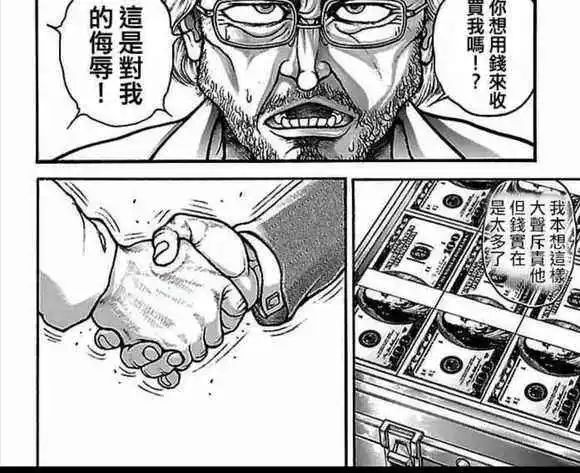 你想用錢來收
買我嗎！？
這是對我
的侮辱！
我本想這樣
大聲斥責他
但錢實在
是太多了